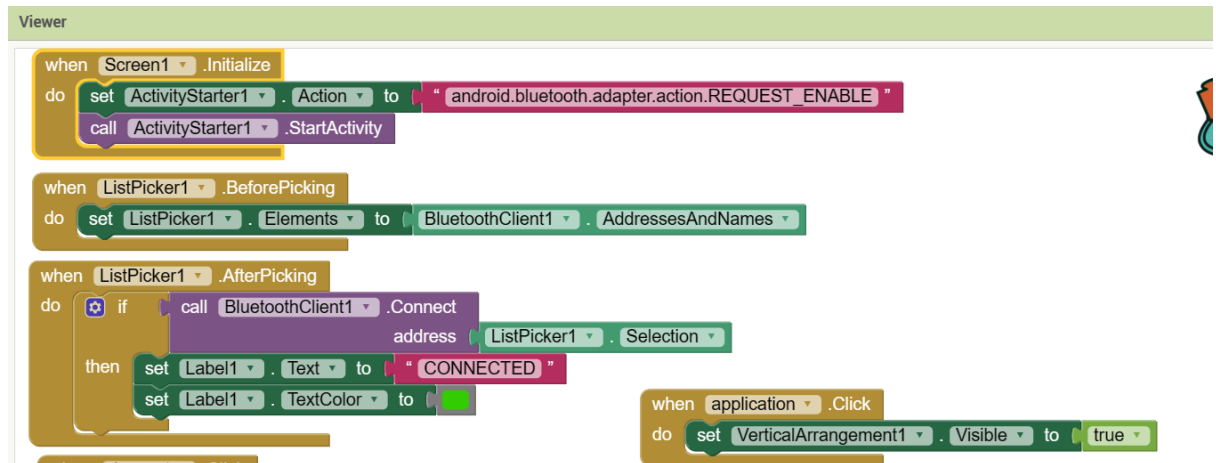 Viewer
when Screen1 .Initialize
do set ActivityStarter1 . Action to " android.bluetooth.adapter.action.REQUEST_ENABLE "
call ActivityStarter1 .StartActivity
when ListPicker1 .BeforePicking
do set ListPicker1 . Elements to BluetoothClient1 . AddressesAndNames
when ListPicker1 .AfterPicking
do if call BluetoothClient1 .Connect
address ListPicker1 . Selection
then set Label1 . Text to " CONNECTED "
set Label1 . TextColor to
when application .Click
do set VerticalArrangement1 . Visible to true